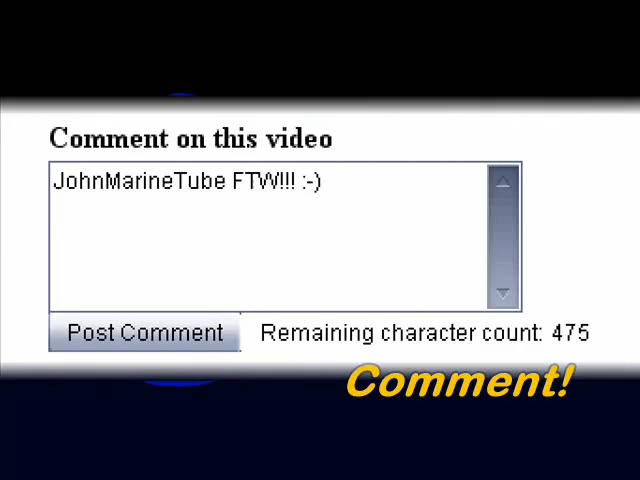 Comment on this video
JohnMarineTube FTW!!! :-)
Post Comment
Remaining character count: 475
Comment!